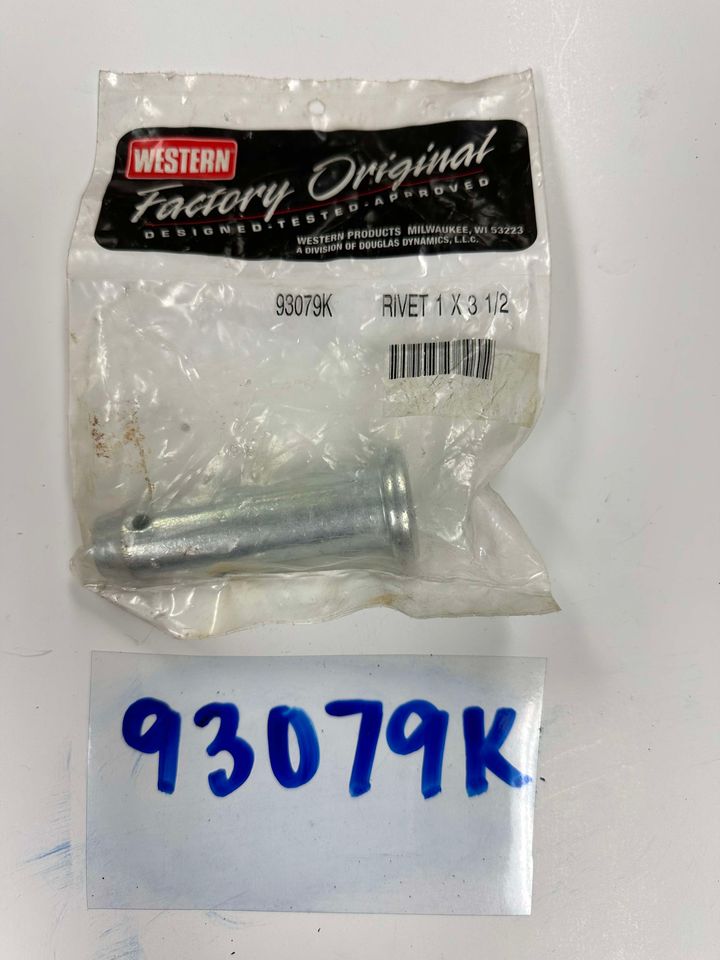 WESTERN
Factory Original
DESIGNED-TESTED-APPROVED
WESTERN PRODUCTS MILWAUKEE, WI 53223
A DIVISION OF DOUGLAS DYNAMICS, L.L.C.
93079K RIVET 1 X 3 1/2
93079K